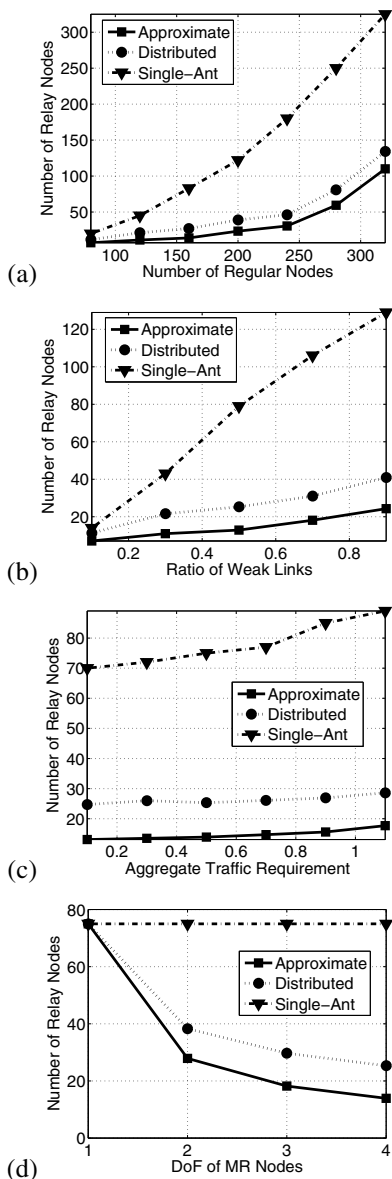 325
300
250
200
150
100
50
Number of Relay Nodes
Approximate
Distributed
Single-Ant
100 150 200 250 300
Number of Regular Nodes
(a)
120
100
80
60
40
20
Number of Relay Nodes
Approximate
Distributed
Single-Ant
0.2 0.4 0.6 0.8
Ratio of Weak Links
(b)
80
70
60
50
40
30
20
Number of Relay Nodes
Approximate
Distributed
Single-Ant
0.2 0.4 0.6 0.8 1
Aggregate Traffic Requirement
(c)
80
60
40
20
0
Number of Relay Nodes
Approximate
Distributed
Single-Ant
1 2 3 4
DoF of MR Nodes
(d)